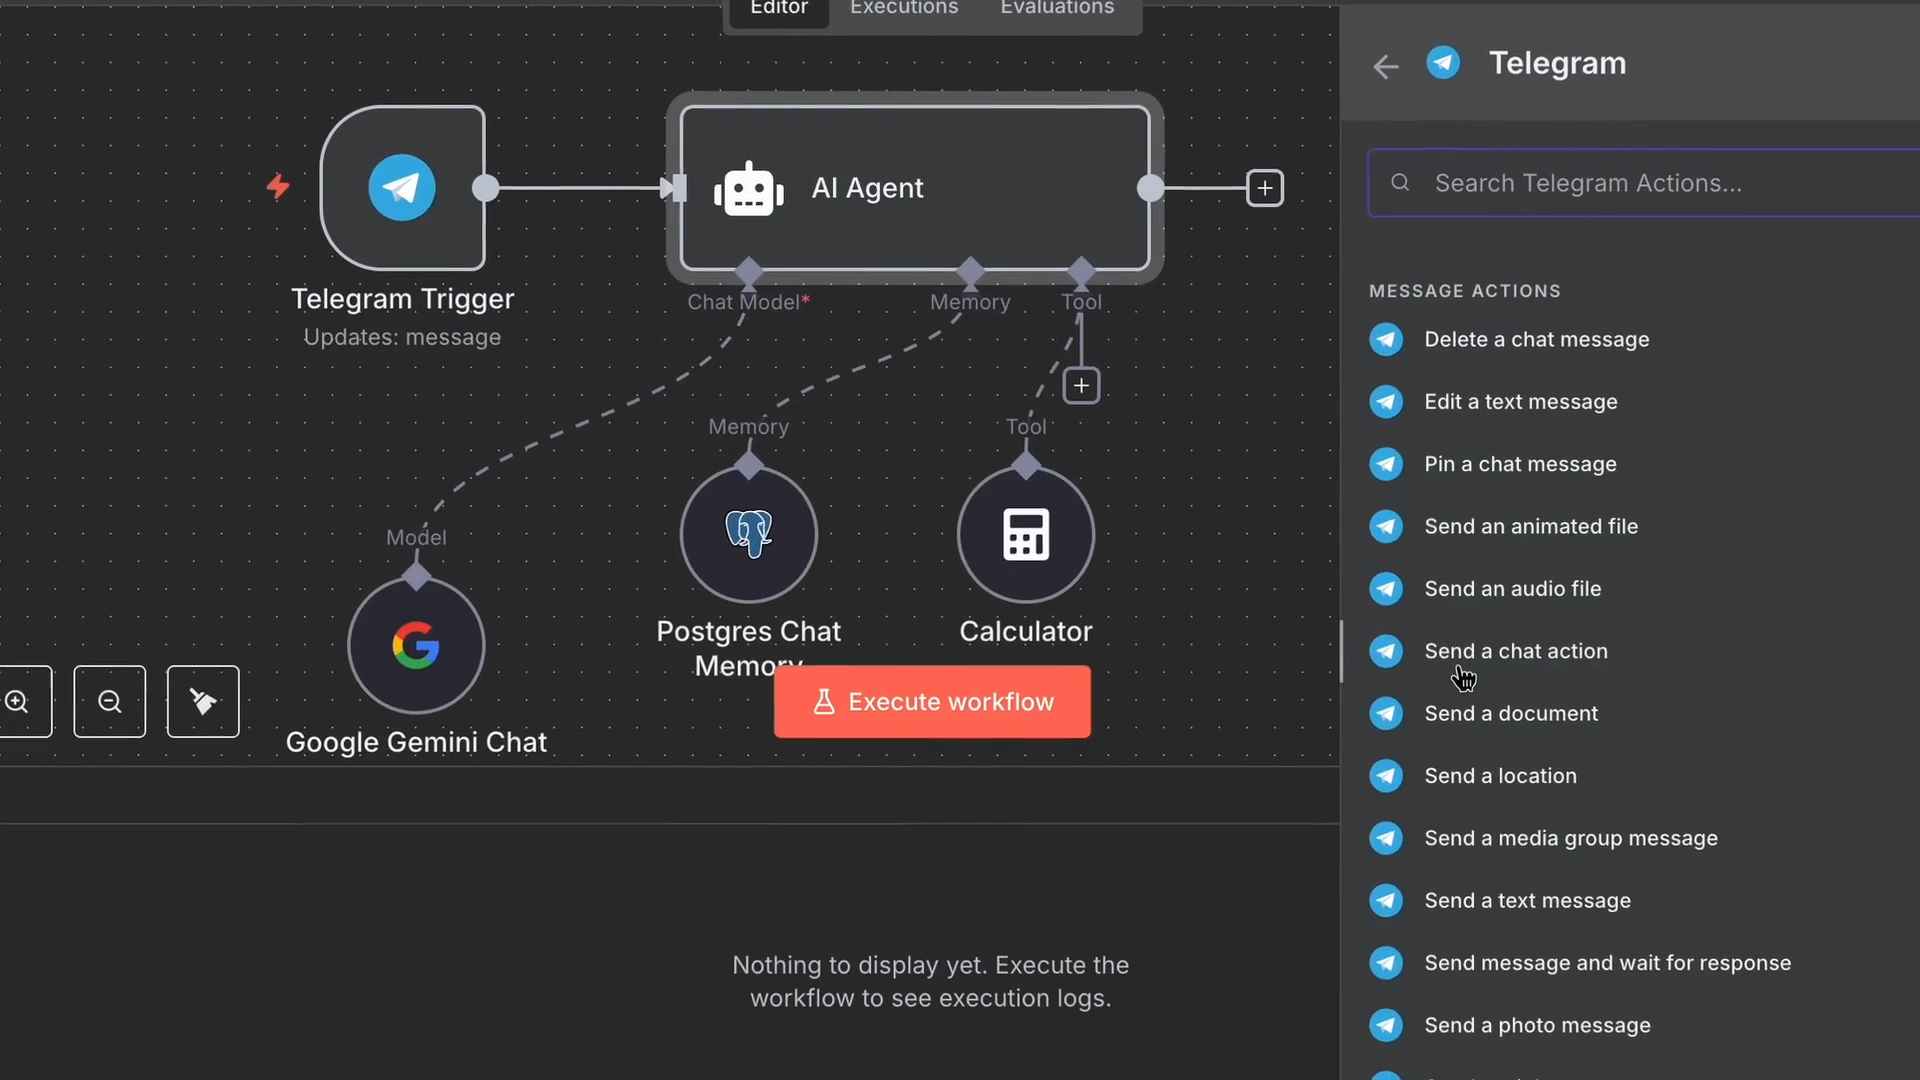 Editor
Executions
Evaluations
Telegram
Search Telegram Actions...
AI Agent
Telegram Trigger
Updates: message
Chat Model*
Memory
Tool
Memory
Tool
Model
Postgres Chat
Memory
Calculator
Google Gemini Chat
Execute workflow
Nothing to display yet. Execute the
workflow to see execution logs.
MESSAGE ACTIONS
Delete a chat message
Edit a text message
Pin a chat message
Send an animated file
Send an audio file
Send a chat action
Send a document
Send a location
Send a media group message
Send a text message
Send message and wait for response
Send a photo message